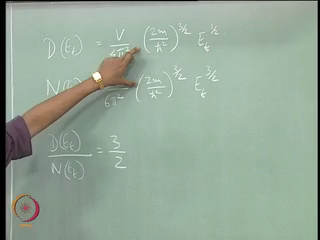 D(E_f) = V/6π² (2m/ħ²)^3/2 E_f^1/2
N(E_f) 6π² (2m/ħ²)^3/2 E_f^3/2
D(E_f)/N(E_f) = 3/2